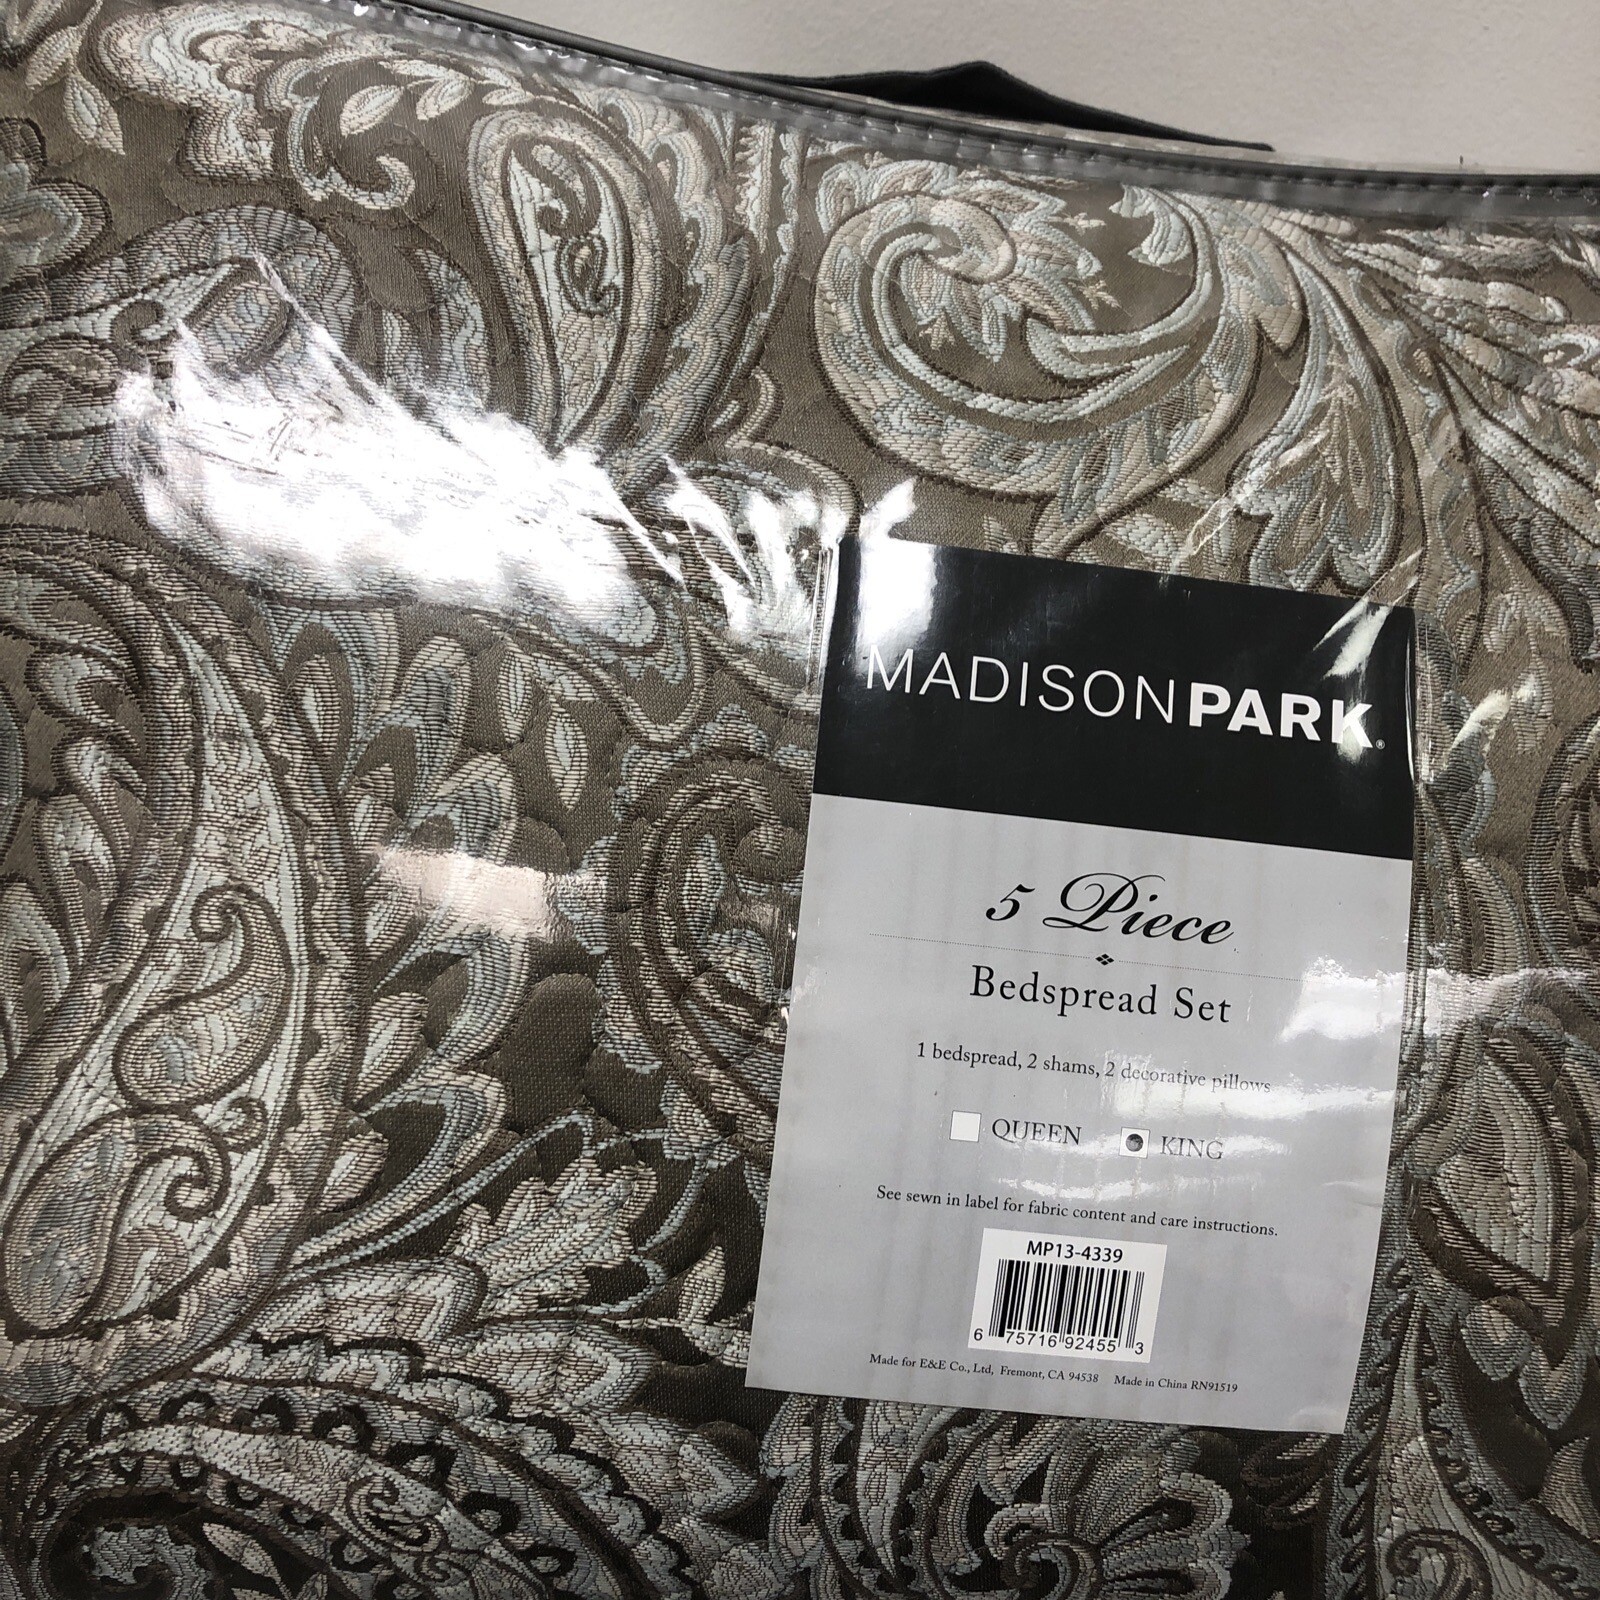 MADISONPARK®
5 Piece
Bedspread Set
1 bedspread, 2 shams, 2 decorative pillows
QUEEN KING
See sewn in label for fabric content and care instructions.
MP13-4339
6 75716 92455 3
Made for E&E Co., Ltd, Fremont, CA 94538 Made in China RN91519